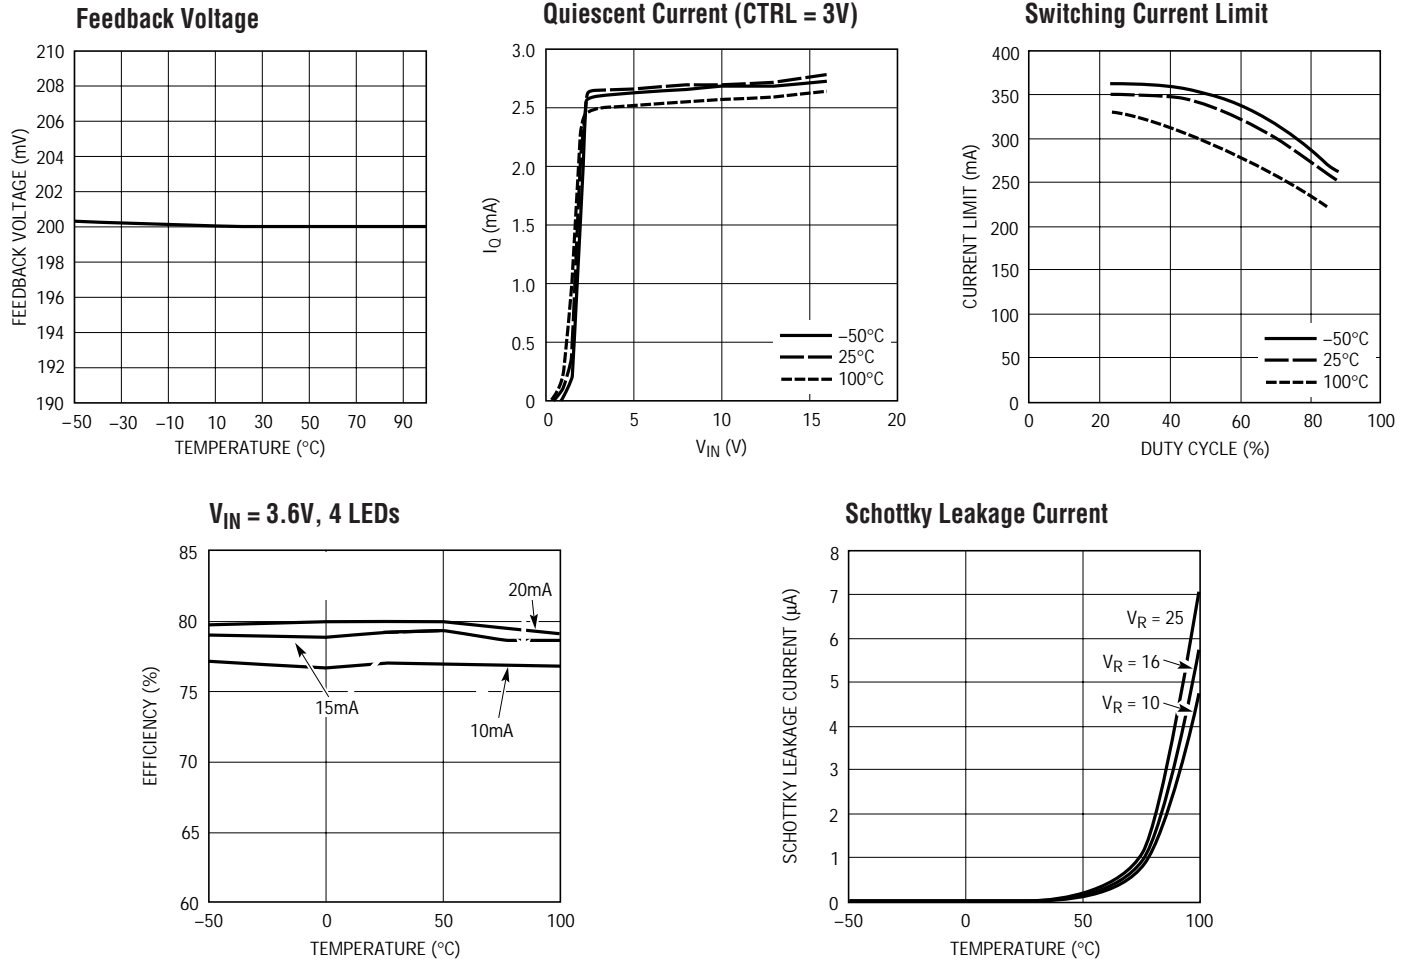 Feedback Voltage
210
208
206
204
202
200
198
196
194
192
190
FEEDBACK VOLTAGE (mV)
–50 –30 –10 10 30 50 70 90
TEMPERATURE (°C)
Quiescent Current (CTRL = 3V)
3.0
2.5
2.0
1.5
1.0
0.5
0
IQ (mA)
–50°C
25°C
100°C
0 5 10 15 20
VIN (V)
Switching Current Limit
400
350
300
250
200
150
100
50
0
CURRENT LIMIT (mA)
–50°C
25°C
100°C
0 20 40 60 80 100
DUTY CYCLE (%)
VIN = 3.6V, 4 LEDs
85
80
75
70
65
60
EFFICIENCY (%)
20mA
15mA
10mA
–50 0 50 100
TEMPERATURE (°C)
Schottky Leakage Current
8
7
6
5
4
3
2
1
0
SCHOTTKY LEAKAGE CURRENT (µA)
VR = 25
VR = 16
VR = 10
–50 0 50 100
TEMPERATURE (°C)